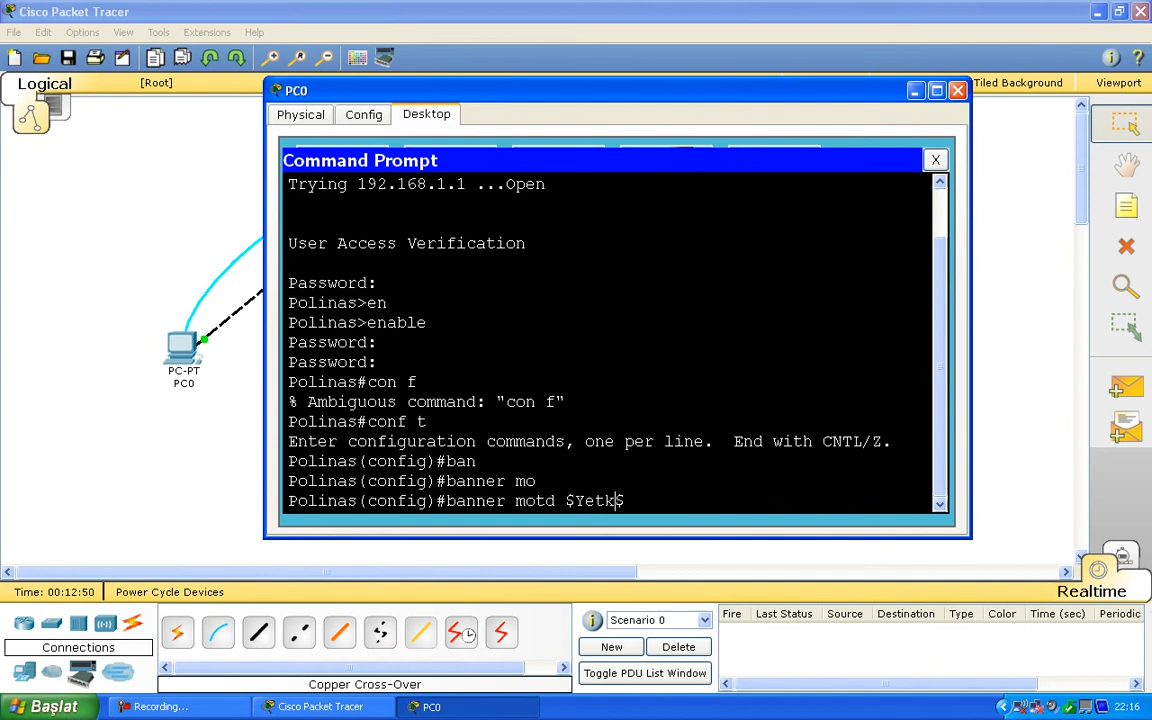 Cisco Packet Tracer
File Edit Options View Tools Extensions Help
Logical [Root] Tiled Background Viewport
PC0
Physical Config Desktop
Command Prompt X
Trying 192.168.1.1 ...Open
User Access Verification
Password:
Polinas>en
Polinas>enable
Password:
Password:
Polinas#con f
% Ambiguous command: "con f"
Polinas#conf t
Enter configuration commands, one per line. End with CNTL/Z.
Polinas(config)#ban
Polinas(config)#banner mo
Polinas(config)#banner motd $Yetk$
PC-PT
PC0
Time: 00:12:50 Power Cycle Devices
Realtime
Connections
Copper Cross-Over
Scenario 0
New Delete
Toggle PDU List Window
Fire Last Status Source Destination Type Color Time (sec) Periodic
Başlat Recording... Cisco Packet Tracer PC0 22:16